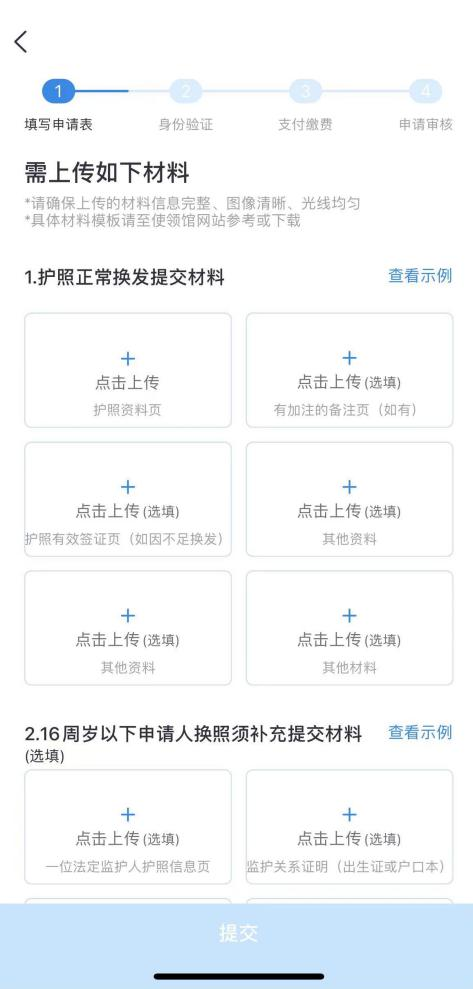 1
2
3
4
填写申请表
身份验证
支付缴费
申请审核
需上传如下材料
*请确保上传的材料信息完整、图像清晰、光线均匀
*具体材料模板请至使领馆网站参考或下载
1.护照正常换发提交材料
查看示例
点击上传
护照资料页
点击上传(选填)
有加注的备注页（如有）
点击上传(选填)
护照有效签证页（如因不足换发）
点击上传(选填)
其他资料
点击上传(选填)
其他资料
点击上传(选填)
其他材料
2.16周岁以下申请人换照须补充提交材料
查看示例
(选填)
点击上传(选填)
一位法定监护人护照信息页
点击上传(选填)
监护关系证明（出生证或户口本）
提交